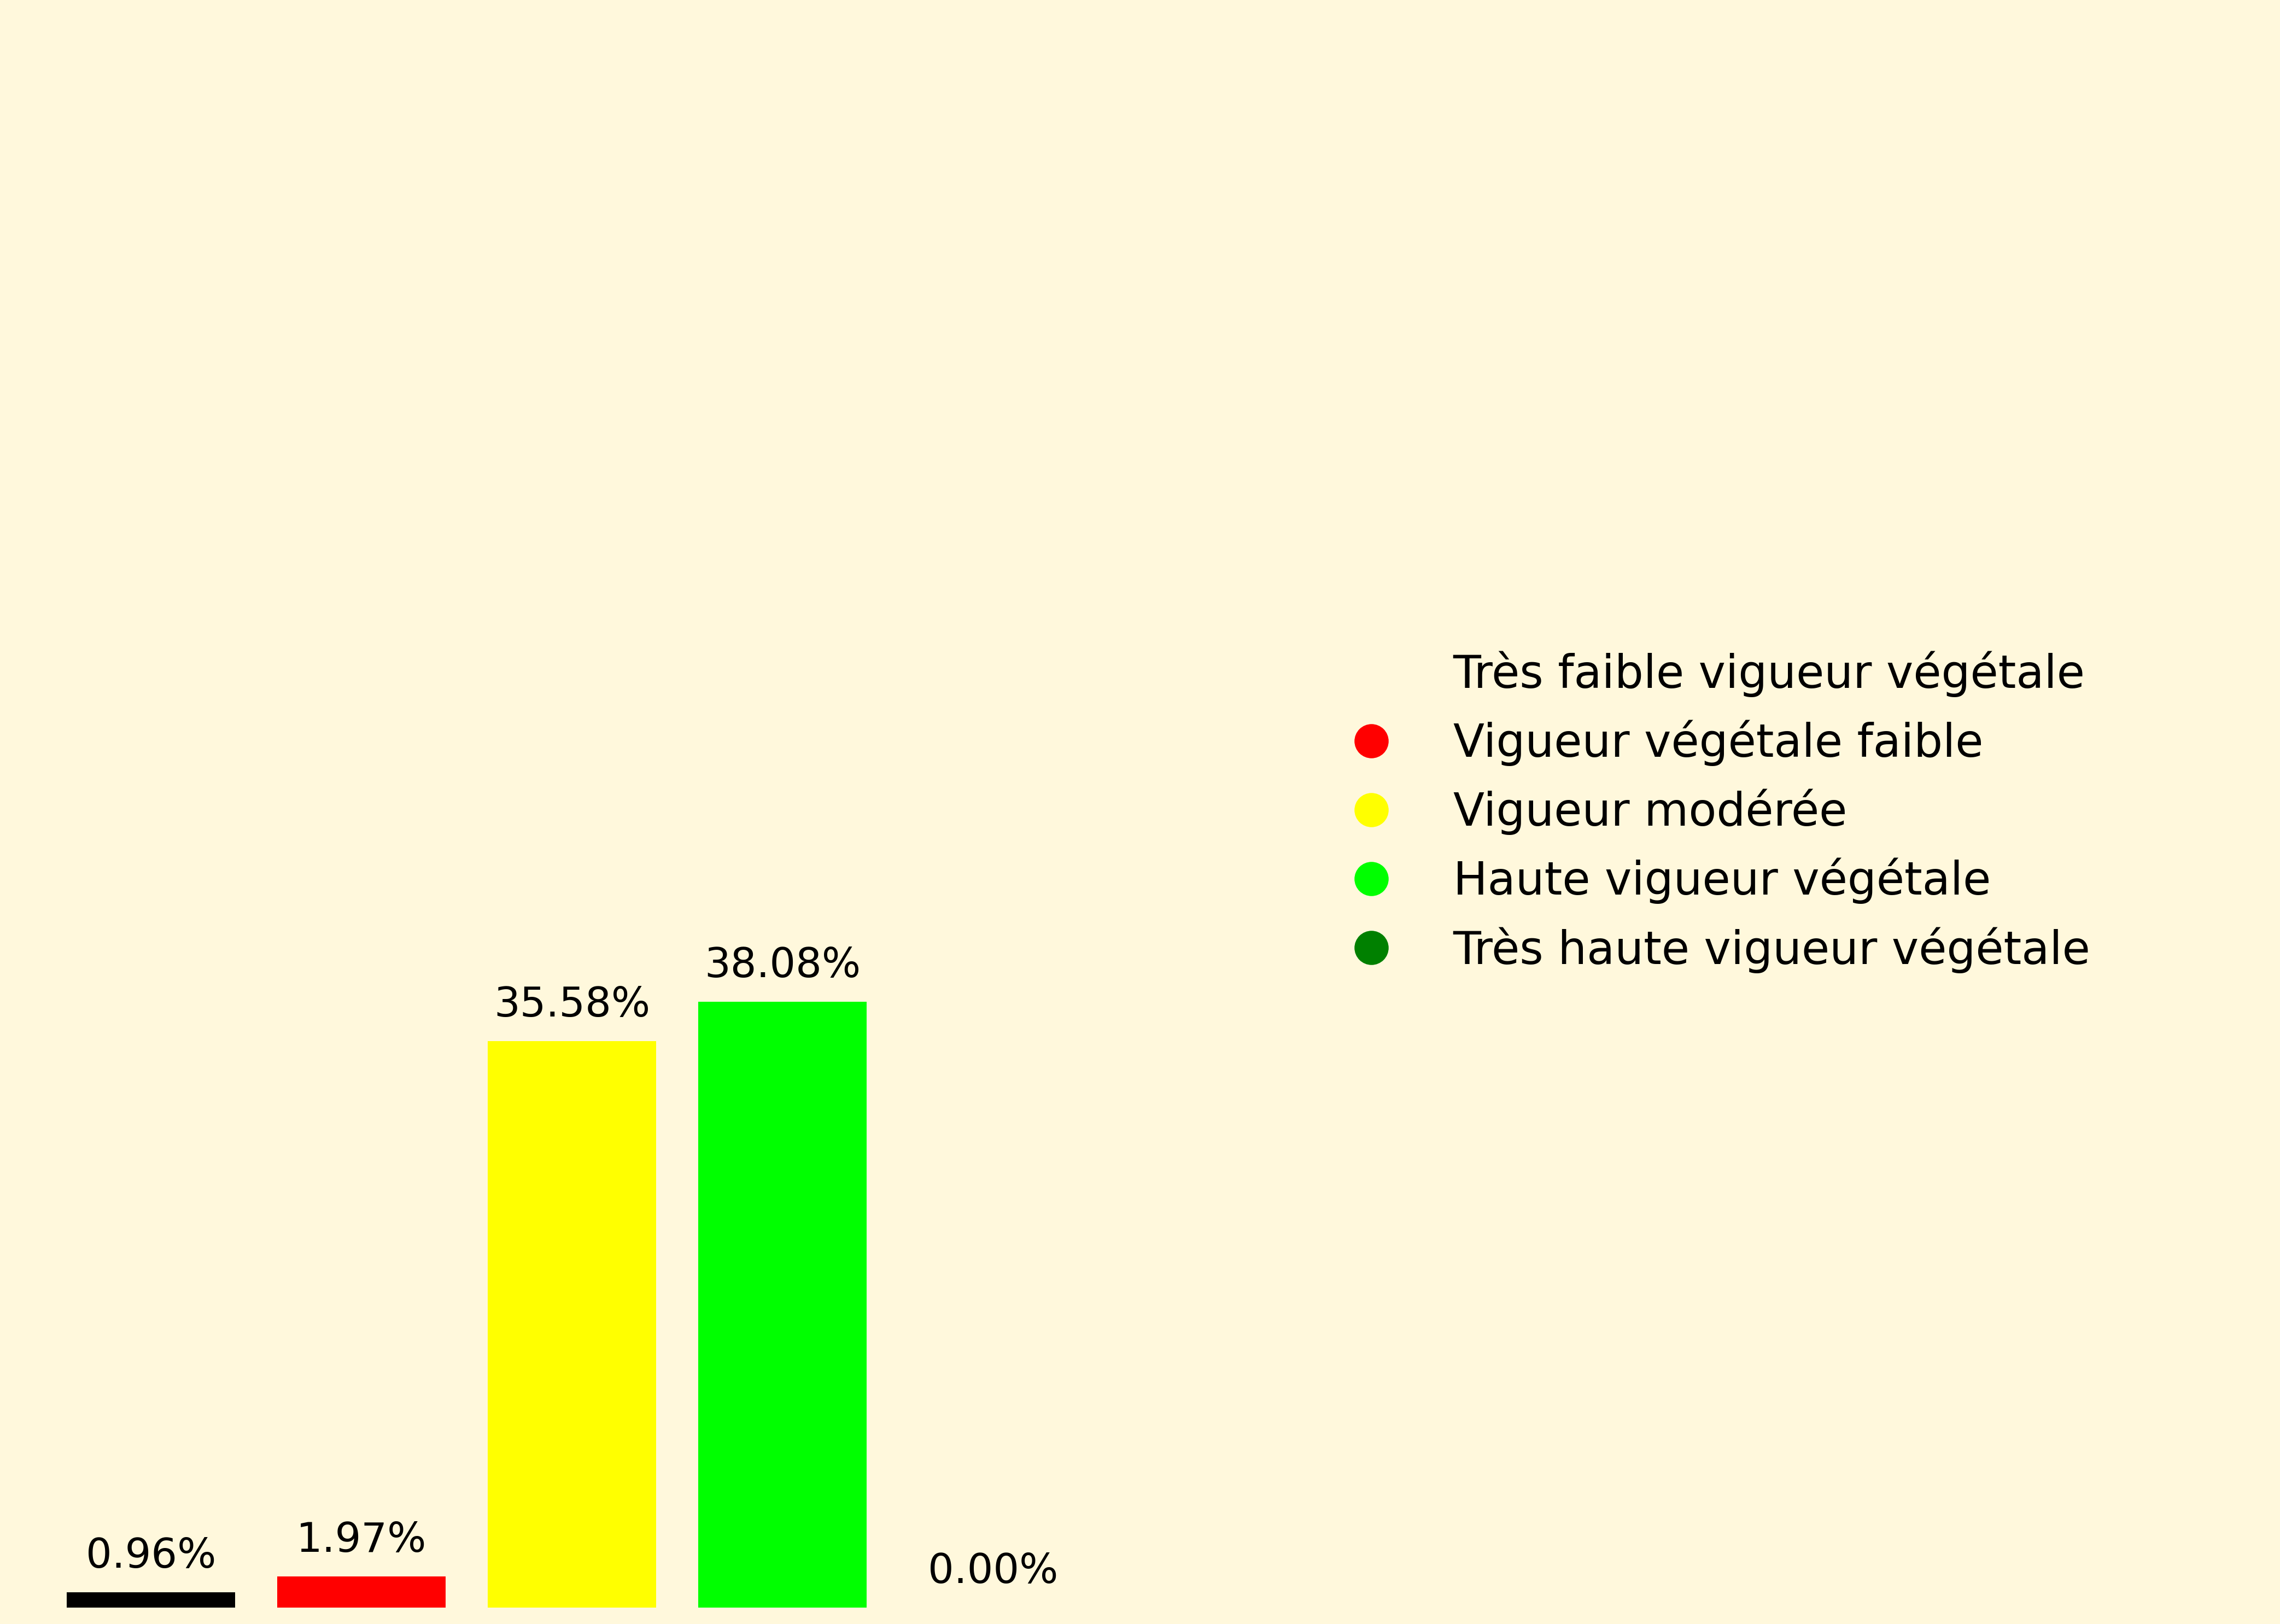 Très faible vigueur végétale
Vigueur végétale faible
Vigueur modérée
Haute vigueur végétale
Très haute vigueur végétale
38.08%
35.58%
1.97%
0.96%
0.00%